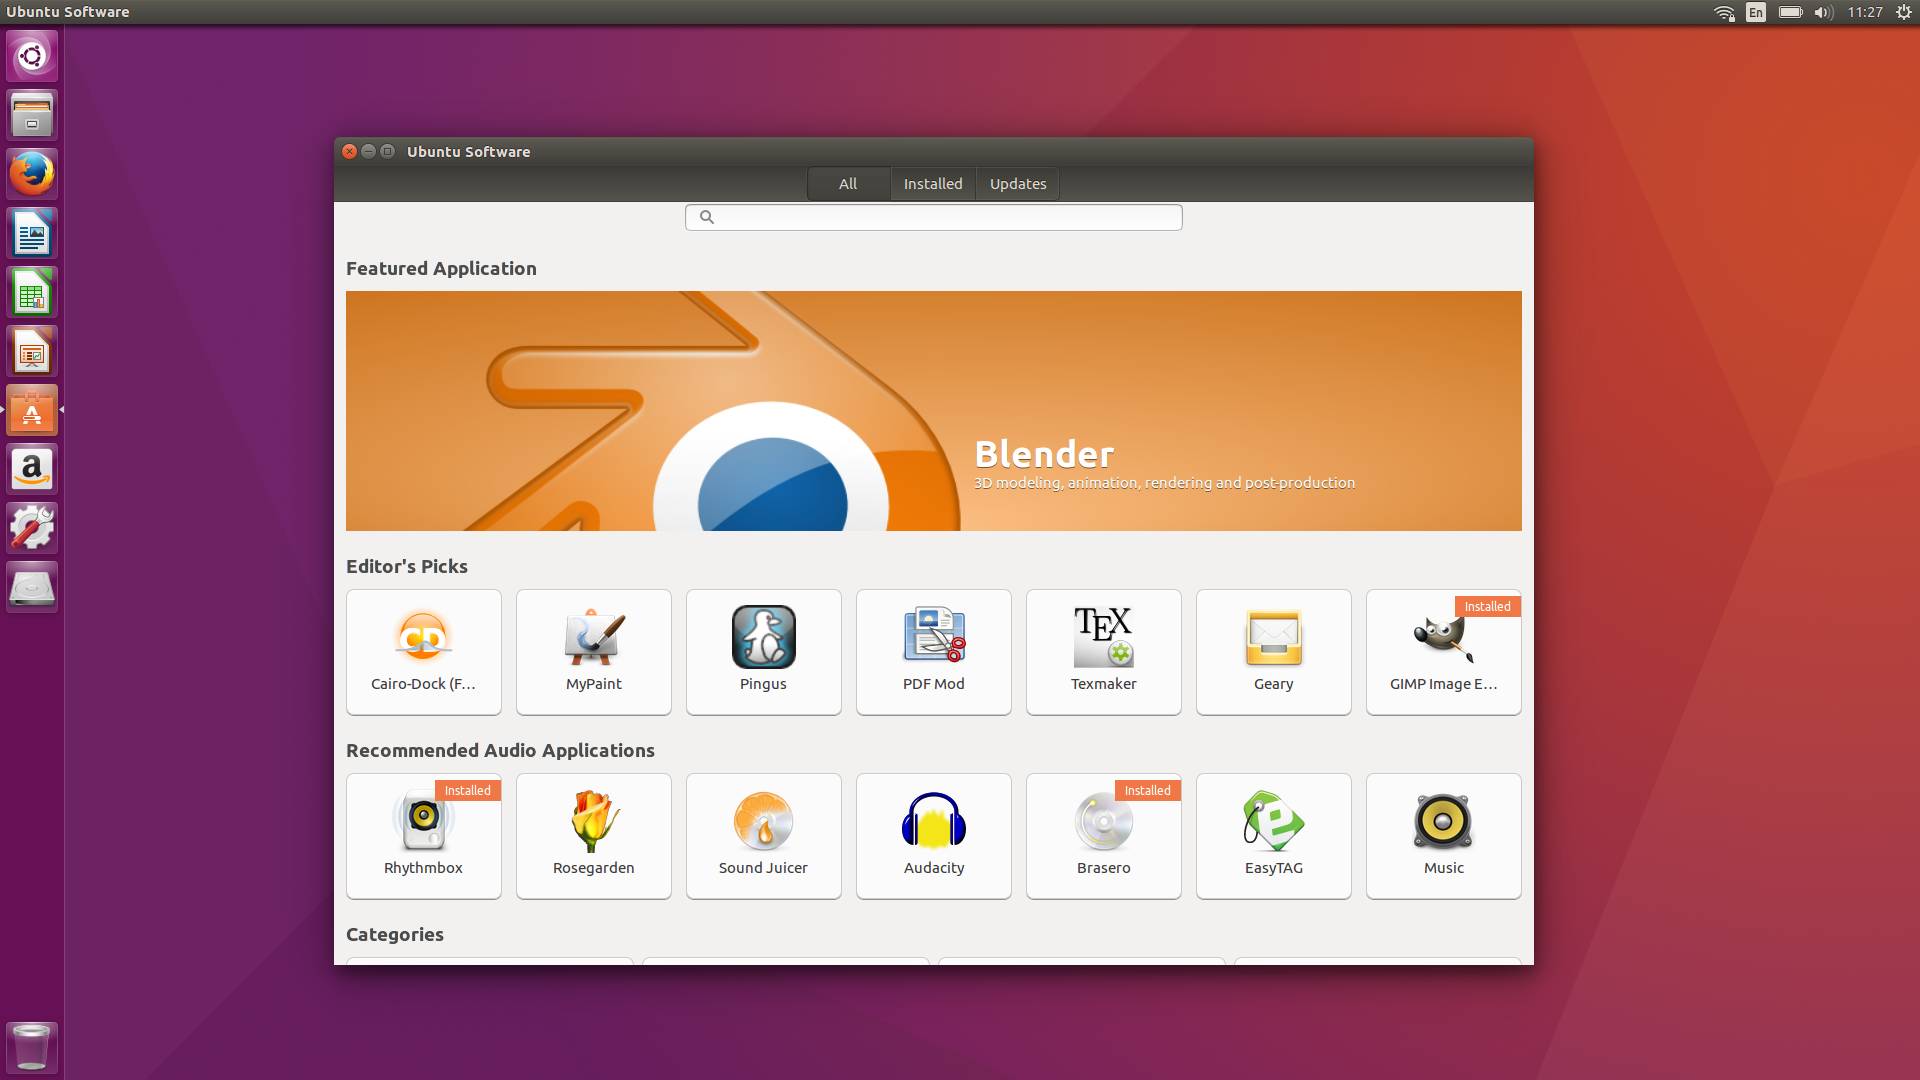 Ubuntu Software
En
11:27
Ubuntu Software
All
Installed
Updates
Featured Application
Blender
3D modeling, animation, rendering and post-production
Editor's Picks
Installed
CD
TEX
Cairo-Dock (F...
MyPaint
Pingus
PDF Mod
Texmaker
Geary
GIMP Image E...
Recommended Audio Applications
Installed
Installed
Rhythmbox
Rosegarden
Sound Juicer
Audacity
Brasero
EasyTAG
Music
Categories